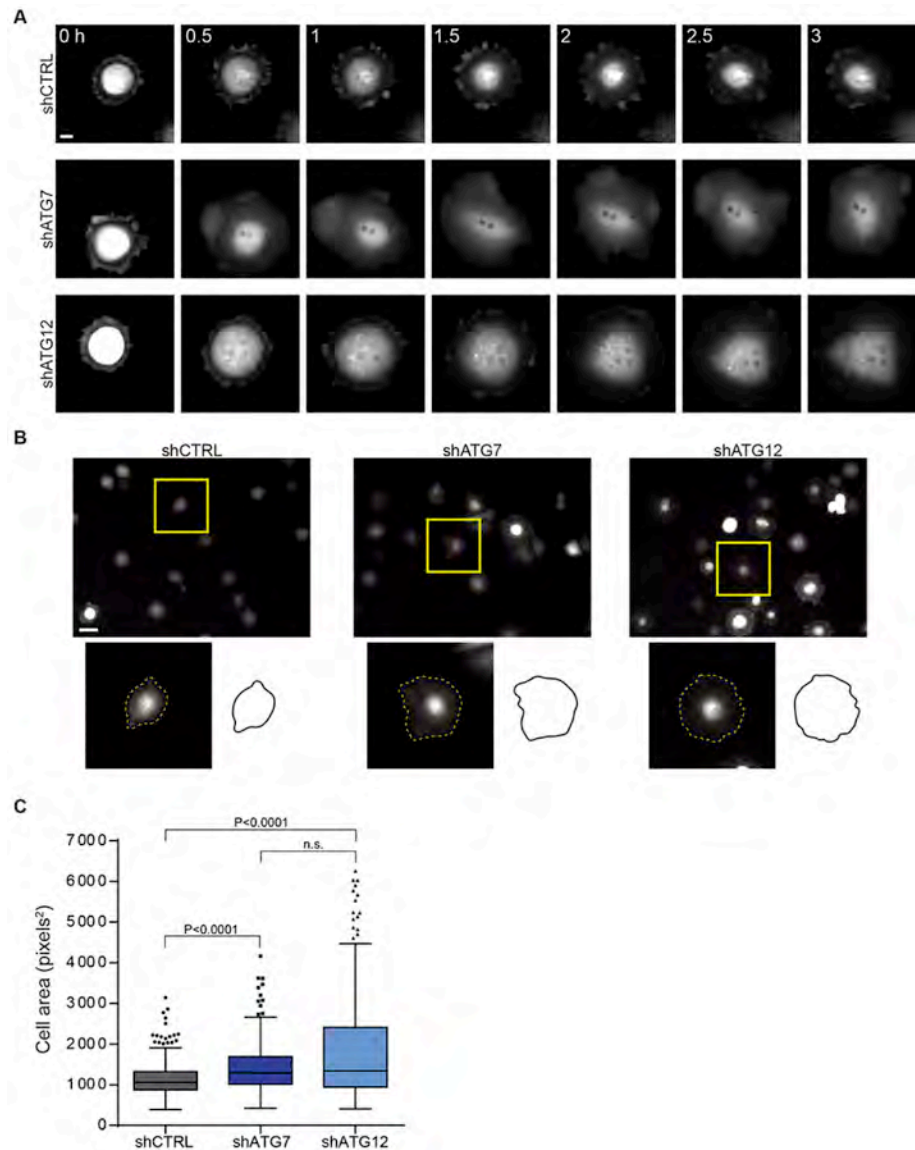 A
0 h 0.5 1 1.5 2 2.5 3
shCTRL
shATG7
shATG12
B
shCTRL shATG7 shATG12
C
P<0.0001
n.s.
P<0.0001
Cell area (pixels²)
7000
6000
5000
4000
3000
2000
1000
0
shCTRL shATG7 shATG12